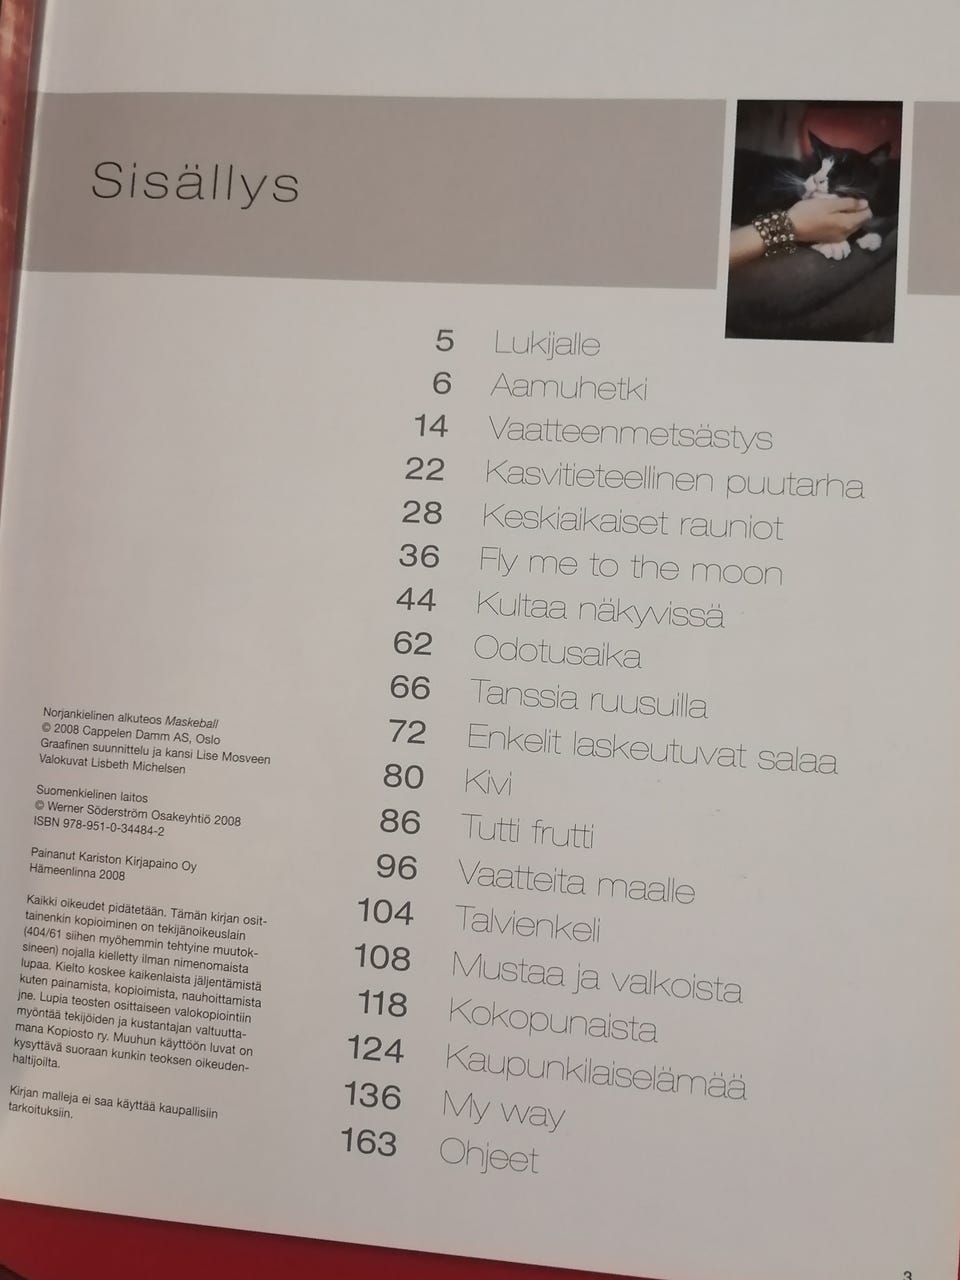 Sisällys
5 Lukijalle
6 Aamuhetki
14 Vaatteenmetsästys
22 Kasvitieteellinen puutarha
28 Keskiaikaiset rauniot
36 Fly me to the moon
44 Kultaa näkyvissä
62 Odotusaika
66 Tanssia ruusuilla
72 Enkelit laskeutuvat salaa
80 Kivi
86 Tutti frutti
96 Vaatteita maalle
104 Talvienkeli
108 Mustaa ja valkoista
118 Kokopunaista
124 Kaupunkilaiselämää
136 My way
163 Ohjeet
Norjankielinen alkuteos Maskeball
© 2008 Cappelen Damm AS, Oslo
Graafinen suunnittelu ja kansi Lise Mosveen
Valokuvat Lisbeth Michelsen
Suomenkielinen laitos
© Werner Söderström Osakeyhtiö 2008
ISBN 978-951-0-34484-2
Painanut Kariston Kirjapaino Oy
Hämeenlinna 2008
Kaikki oikeudet pidätetään. Tämän kirjan osit-
tainenkin kopioiminen on tekijänoikeuslain
(404/61 siihen myöhemmin tehtyine muutok-
sineen) nojalla kielletty ilman nimenomaista
lupaa. Kielto koskee kaikenlaista jäljentämistä
kuten painamista, kopioimista, nauhoittamista
jne. Lupia teosten osittaiseen valokopiointiin
myöntää tekijöiden ja kustantajan valtuutta-
mana Kopiosto ry. Muuhun käyttöön luvat on
kysyttävä suoraan kunkin teoksen oikeuden-
haltijoilta.
Kirjan malleja ei saa käyttää kaupallisiin
tarkoituksiin.
3